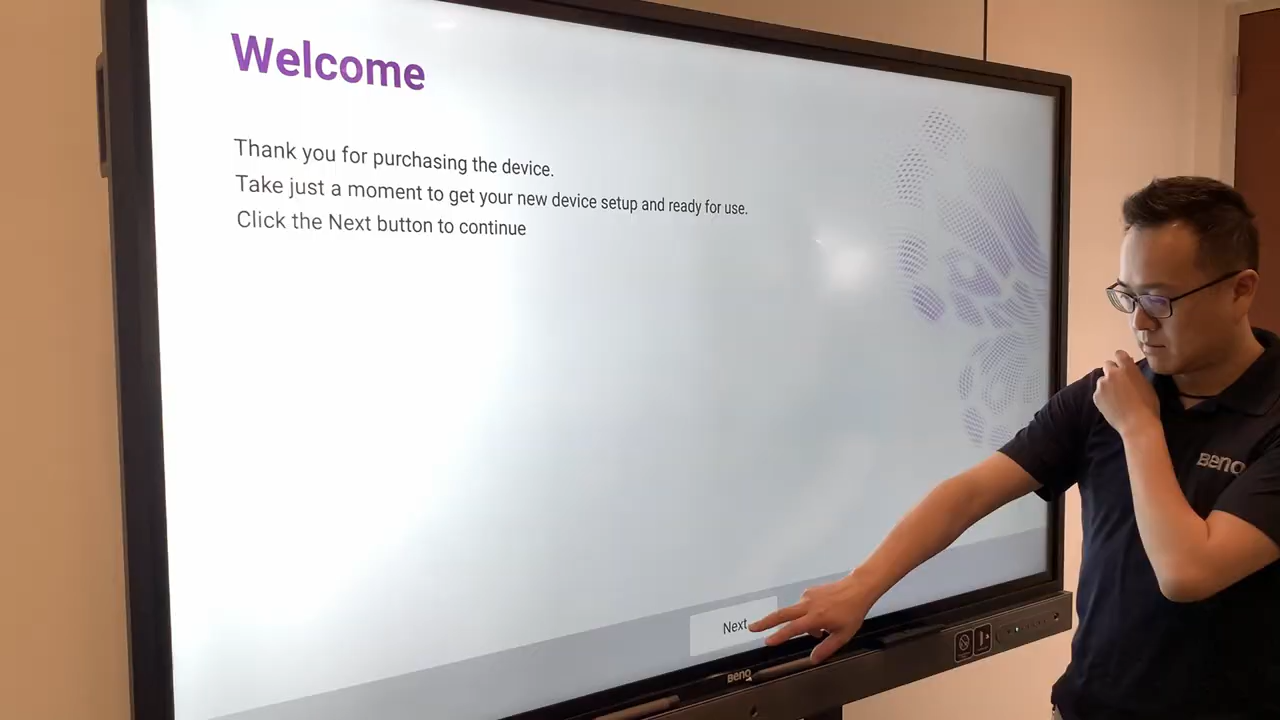 Welcome
Thank you for purchasing the device.
Take just a moment to get your new device setup and ready for use.
Click the Next button to continue
BenQ
Next
BenQ